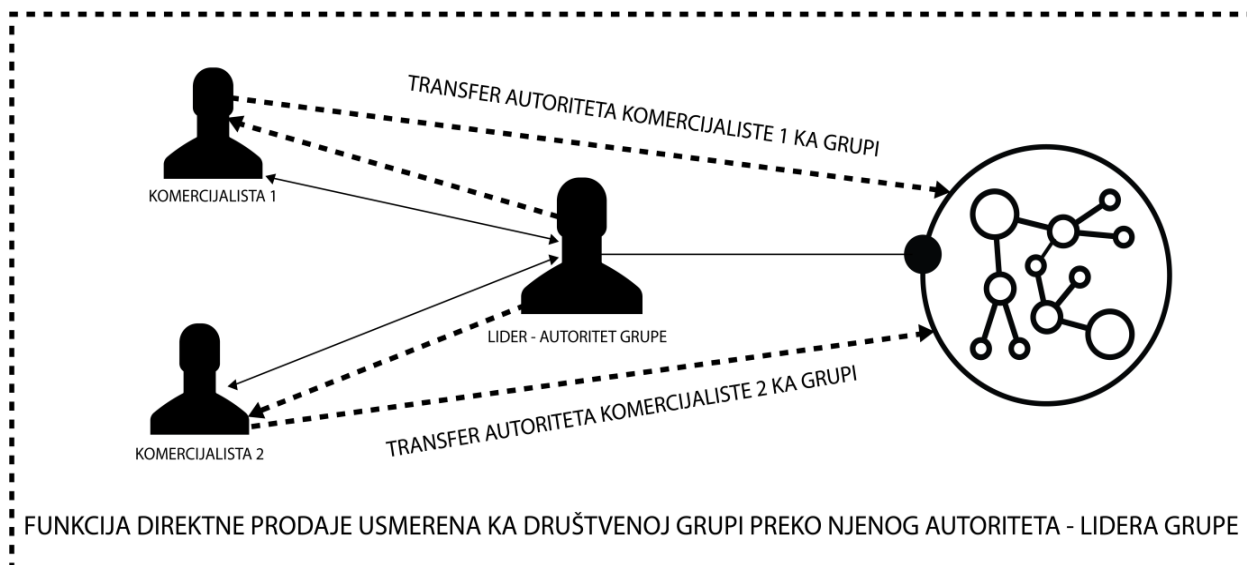 TRANSFER AUTORITETA KOMERCIJALISTE 1 KA GRUPI
KOMERCIJALISTA 1
LIDER - AUTORITET GRUPE
TRANSFER AUTORITETA KOMERCIJALISTE 2 KA GRUPI
KOMERCIJALISTA 2
FUNKCIJA DIREKTNE PRODAJE USMERENA KA DRUŠTVENOJ GRUPI PREKO NJENOG AUTORITETA - LIDERA GRUPE